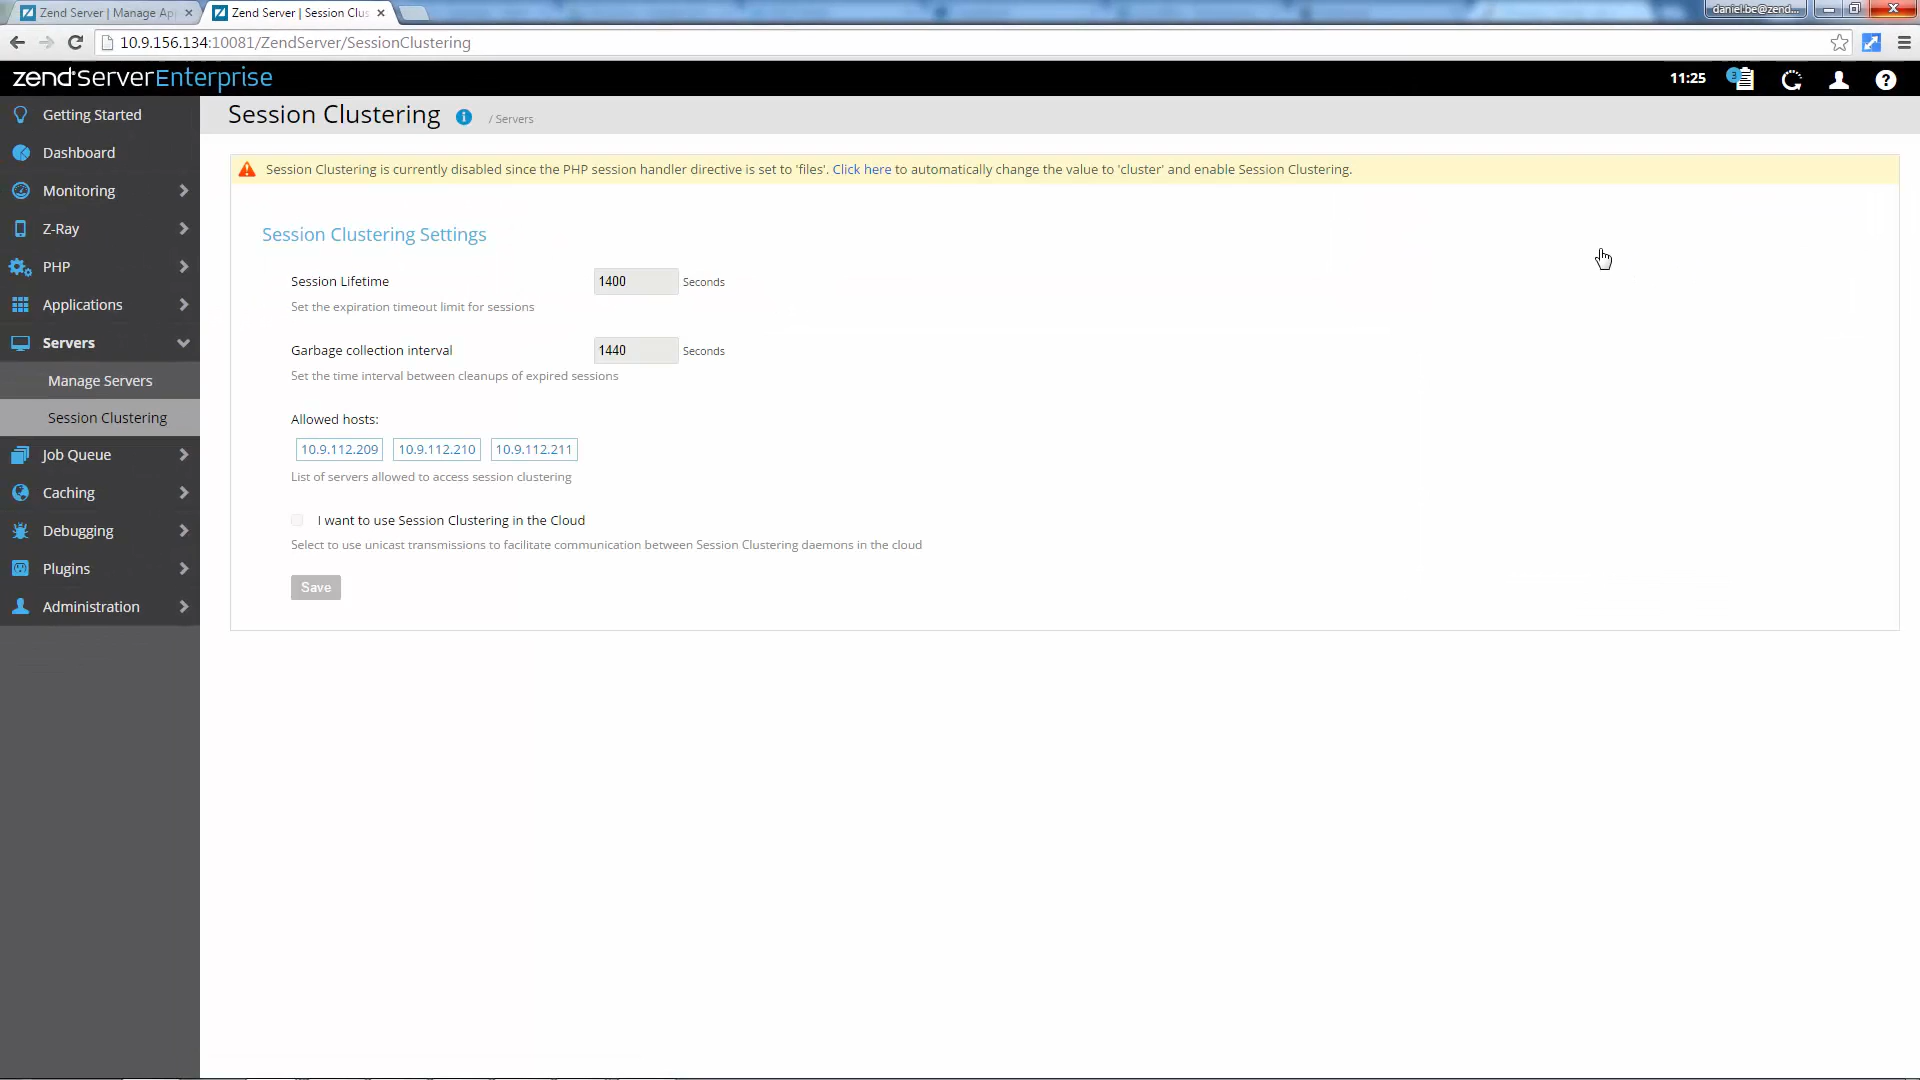 Zend Server | Manage Ap
Zend Server | Session Clus
daniel.be@zend...
10.9.156.134:10081/ZendServer/SessionClustering
zend Server Enterprise
11:25
3
Getting Started
Dashboard
Monitoring
Z-Ray
PHP
Applications
Servers
Manage Servers
Session Clustering
Job Queue
Caching
Debugging
Plugins
Administration
Session Clustering
/ Servers
Session Clustering is currently disabled since the PHP session handler directive is set to 'files'. Click here to automatically change the value to 'cluster' and enable Session Clustering.
Session Clustering Settings
Session Lifetime 1400 Seconds
Set the expiration timeout limit for sessions
Garbage collection interval 1440 Seconds
Set the time interval between cleanups of expired sessions
Allowed hosts:
10.9.112.209 10.9.112.210 10.9.112.211
List of servers allowed to access session clustering
I want to use Session Clustering in the Cloud
Select to use unicast transmissions to facilitate communication between Session Clustering daemons in the cloud
Save